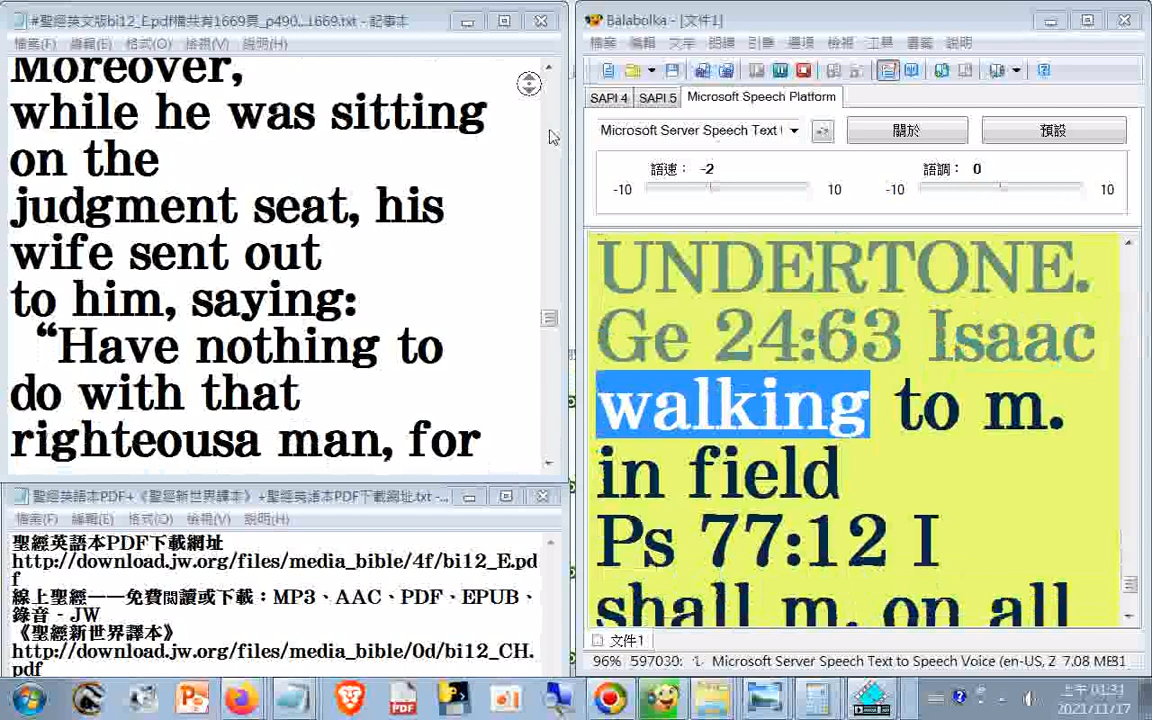 #聖經英文版bi12_E.pdf檔共有1669頁_p490...1669.txt - 記事本
檔案(F) 編輯(E) 格式(O) 檢視(V) 說明(H)
Moreover,
while he was sitting
on the
judgment seat, his
wife sent out
to him, saying:
“Have nothing to
do with that
righteousa man, for
聖經英語本PDF+《聖經新世界譯本》+聖經英語本PDF下載網址.txt -...
檔案(F) 編輯(E) 格式(O) 檢視(V) 說明(H)
聖經英語本PDF下載網址
http://download.jw.org/files/media_bible/4f/bi12_E.pd
f
線上聖經——免費閱讀或下載：MP3、AAC、PDF、EPUB、
錄音 - JW
《聖經新世界譯本》
http://download.jw.org/files/media_bible/0d/bi12_CH.
pdf
Balabolka - [文件1]
檔案 編輯 文字 朗讀 引擎 選項 檢視 工具 書籤 說明
SAPI 4 SAPI 5 Microsoft Speech Platform
Microsoft Server Speech Text 關於 預設
語速： -2 語調： 0
-10 10 -10 10
UNDERTONE.
Ge 24:63 Isaac
walking to m.
in field
Ps 77:12 I
shall m. on all
文件1
96% Microsoft Server Speech Text to Speech Voice (en-US, Z 7.08 MB
上午 01:31
2021/11/17